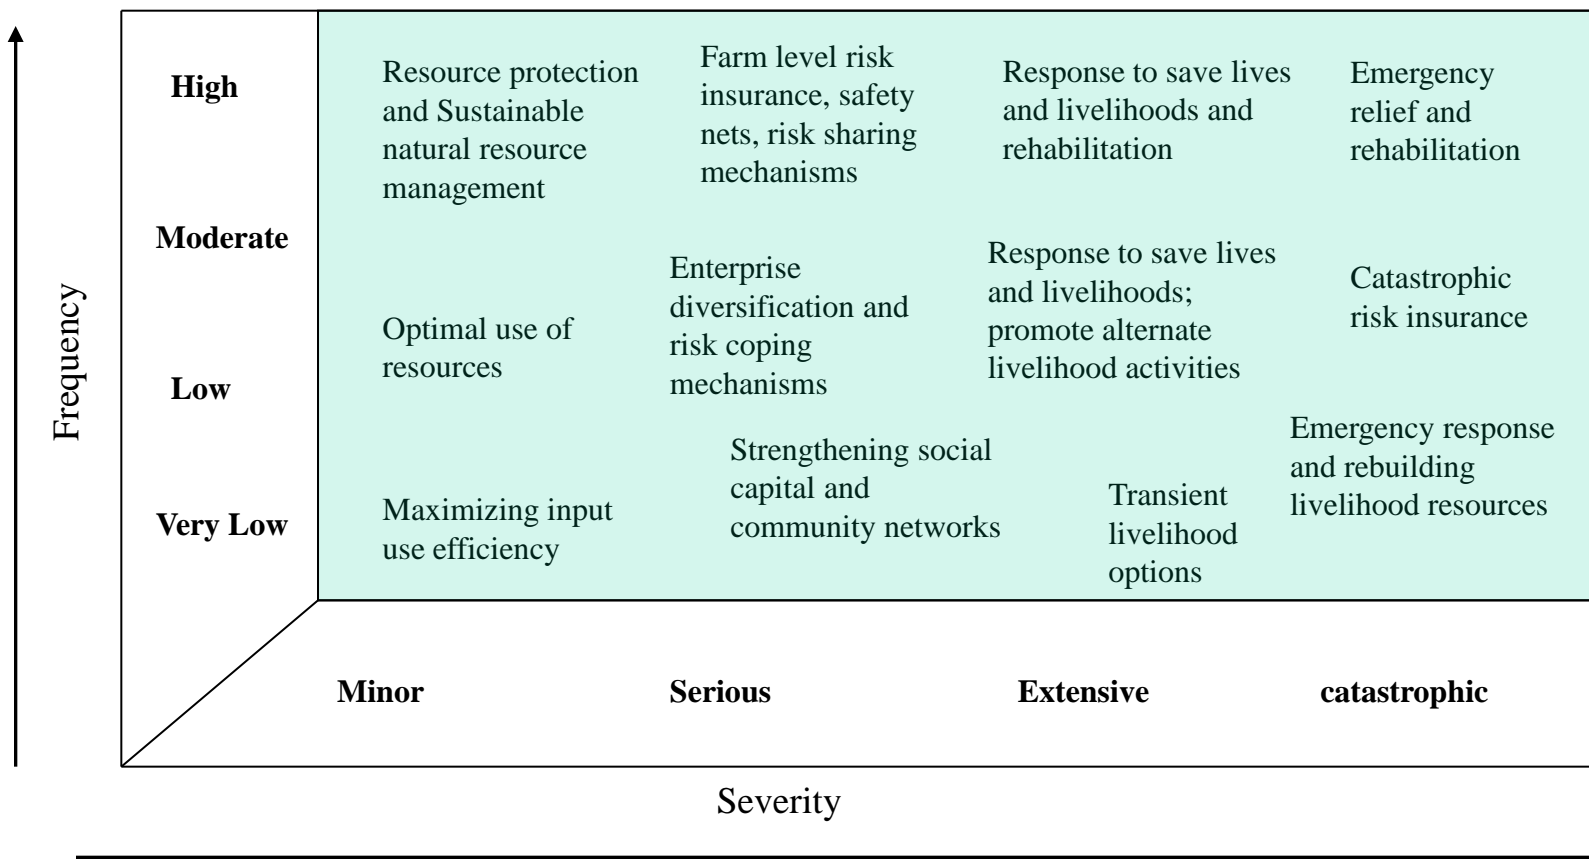 Frequency
High
Moderate
Low
Very Low
Resource protection
and Sustainable
natural resource
management
Farm level risk
insurance, safety
nets, risk sharing
mechanisms
Response to save lives
and livelihoods and
rehabilitation
Emergency
relief and
rehabilitation
Optimal use of
resources
Enterprise
diversification and
risk coping
mechanisms
Response to save lives
and livelihoods;
promote alternate
livelihood activities
Catastrophic
risk insurance
Maximizing input
use efficiency
Strengthening social
capital and
community networks
Transient
livelihood
options
Emergency response
and rebuilding
livelihood resources
Minor
Serious
Extensive
catastrophic
Severity